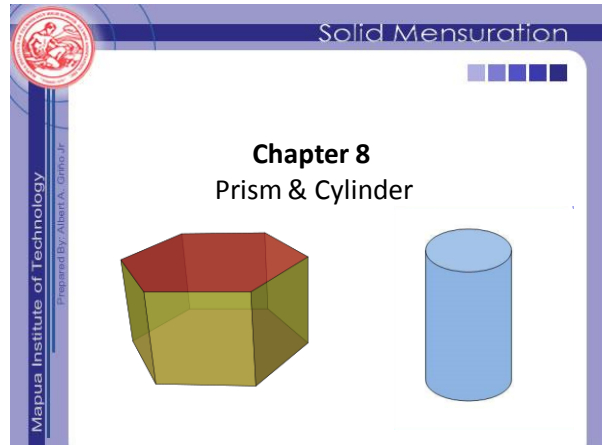 Solid Mensuration
Chapter 8
Prism & Cylinder
Mapua Institute of Technology
Prepared By: Albert A. Griño Jr